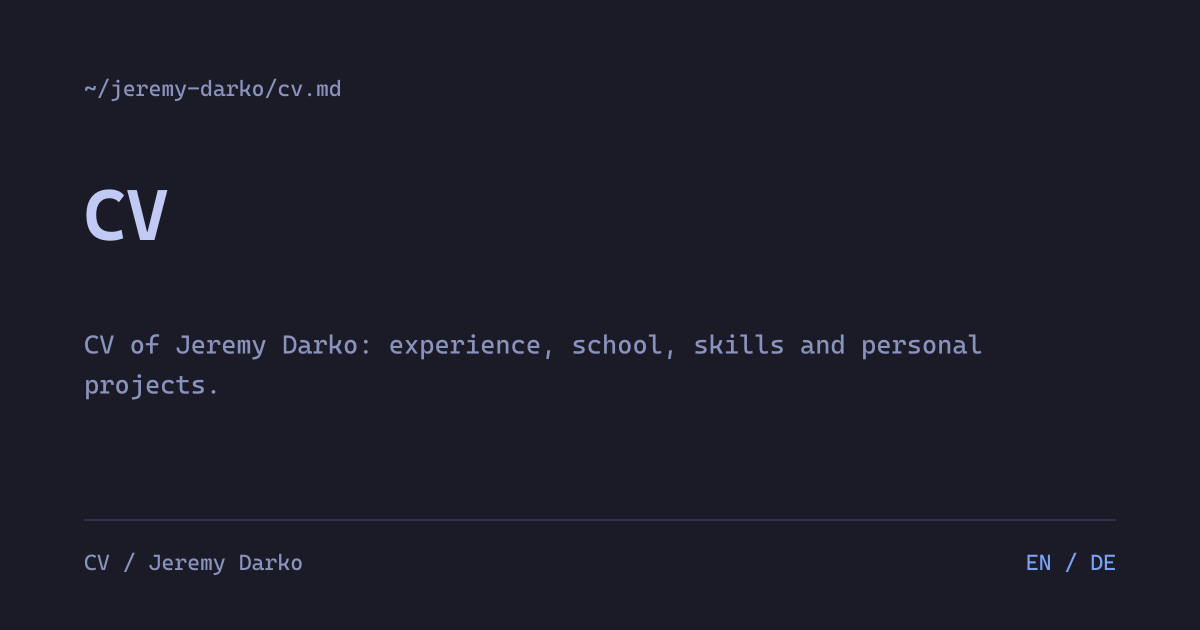 ~/jeremy-darko/cv.md
CV
CV of Jeremy Darko: experience, school, skills and personal
projects.
CV / Jeremy Darko
EN / DE